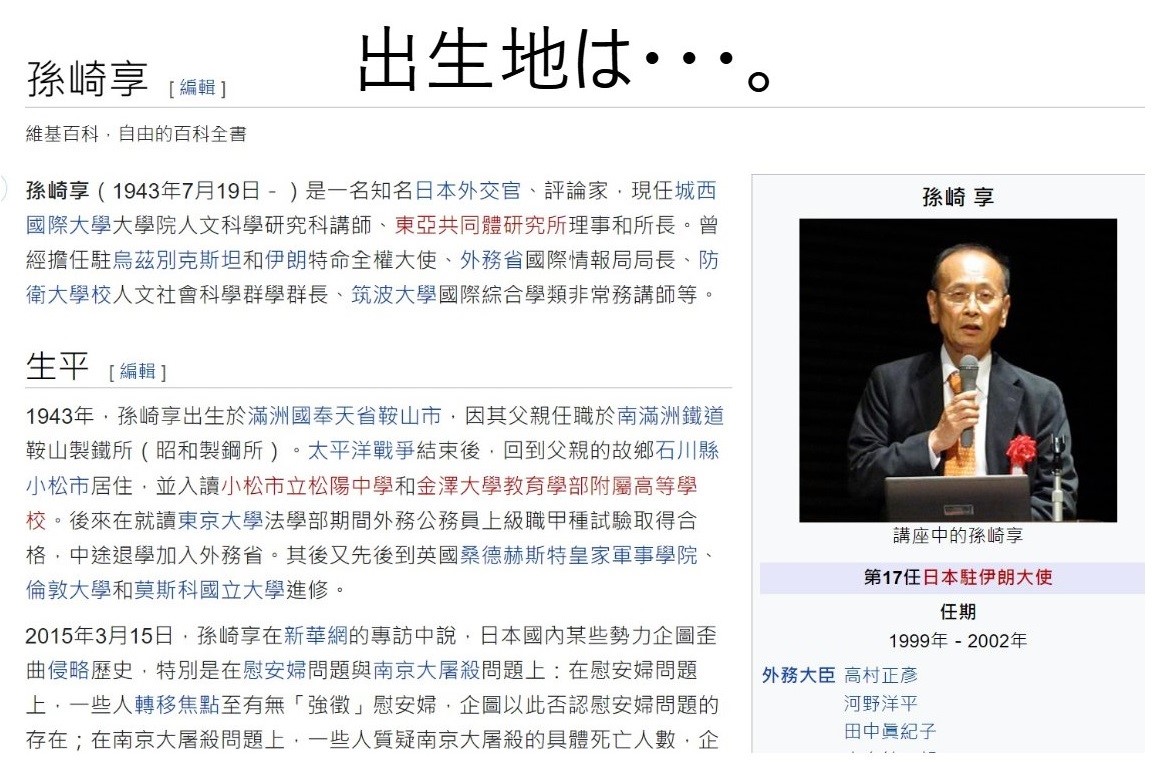 出生地は・・・。
孫崎享 [ 編輯 ]
維基百科，自由的百科全書
孫崎享（1943年7月19日－ ）是一名知名日本外交官、評論家，現任城西
國際大學大學院人文科學研究科講師、東亞共同體研究所理事和所長。曾
經擔任駐烏茲別克斯坦和伊朗特命全權大使、外務省國際情報局局長、防
衛大學校人文社會科學群學群長、筑波大學國際綜合學類非常務講師等。
生平 [ 編輯 ]
1943年，孫崎享出生於滿洲國奉天省鞍山市，因其父親任職於南滿洲鐵道
鞍山製鐵所（昭和製鋼所）。太平洋戰爭結束後，回到父親的故鄉石川縣
小松市居住，並入讀小松市立松陽中學和金澤大學教育學部附屬高等學
校。後來在就讀東京大學法學部期間外務公務員上級職甲種試驗取得合
格，中途退學加入外務省。其後又先後到英國桑德赫斯特皇家軍事學院、
倫敦大學和莫斯科國立大學進修。
2015年3月15日，孫崎享在新華網的專訪中說，日本國內某些勢力企圖歪
曲侵略歷史，特別是在慰安婦問題與南京大屠殺問題上：在慰安婦問題
上，一些人轉移焦點至有無「強徵」慰安婦，企圖以此否認慰安婦問題的
存在；在南京大屠殺問題上，一些人質疑南京大屠殺的具體死亡人數，企
孫崎 享
講座中的孫崎享
第17任日本駐伊朗大使
任期
1999年－2002年
外務大臣 高村正彥
河野洋平
田中眞紀子